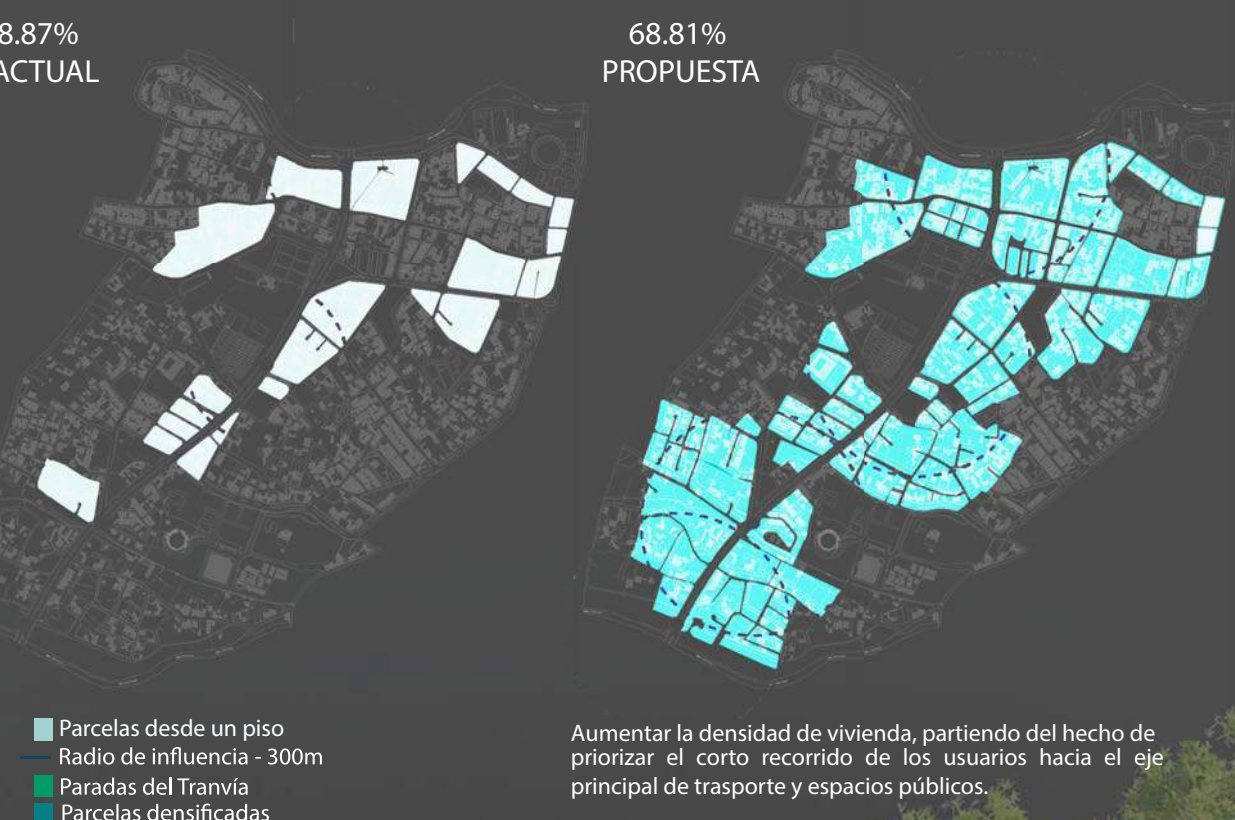 8.87%
ACTUAL
68.81%
PROPUESTA
Parcelas desde un piso
Radio de influencia - 300m
Paradas del Tranvía
Parcelas densificadas
Aumentar la densidad de vivienda, partiendo del hecho de
priorizar el corto recorrido de los usuarios hacia el eje
principal de trasporte y espacios públicos.